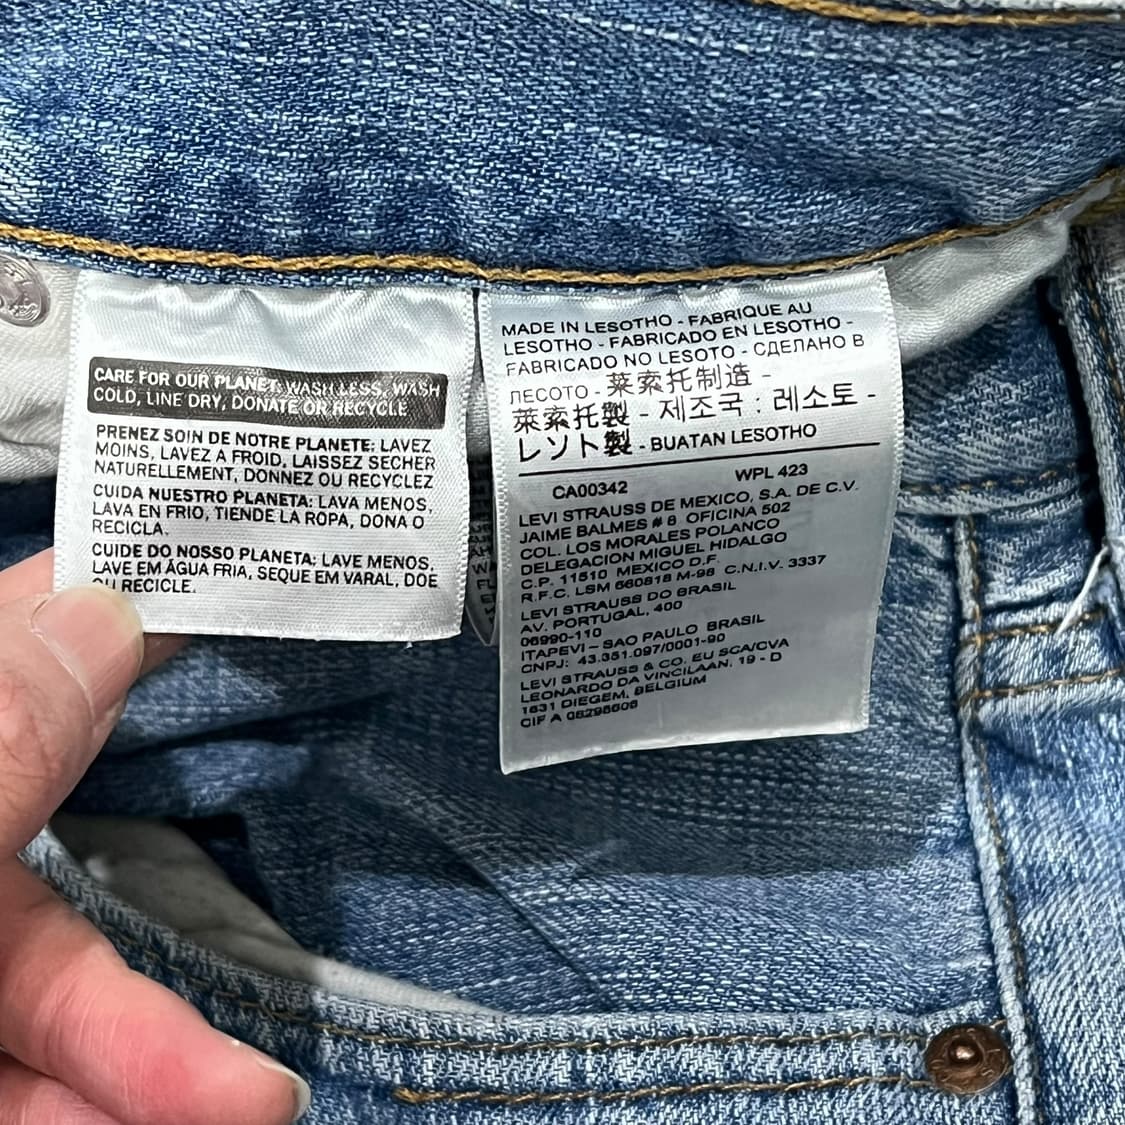 CARE FOR OUR PLANET: WASH LESS, WASH
COLD, LINE DRY, DONATE OR RECYCLE
PRENEZ SOIN DE NOTRE PLANETE: LAVEZ
MOINS, LAVEZ A FROID, LAISSEZ SECHER
NATURELLEMENT, DONNEZ OU RECYCLEZ
CUIDA NUESTRO PLANETA: LAVA MENOS,
LAVA EN FRIO, TIENDE LA ROPA, DONA O
RECICLA.
CUIDE DO NOSSO PLANETA: LAVE MENOS,
LAVE EM ÁGUA FRIA, SEQUE EM VARAL, DOE
OU RECICLE.
MADE IN LESOTHO - FABRIQUE AU
LESOTHO - FABRICADO EN LESOTHO -
FABRICADO NO LESOTO - СДЕЛАНО В
ЛЕСОТО - 莱索托制造 -
萊索托製 - 제조국 : 레소토 -
レソト製 - BUATAN LESOTHO
CA00342 WPL 423
LEVI STRAUSS DE MEXICO, S.A. DE C.V.
JAIME BALMES # 8 OFICINA 502
COL. LOS MORALES POLANCO
DELEGACION MIGUEL HIDALGO
C.P. 11510 MEXICO D.F.
R.F.C. LSM 560818 M-98 C.N.I.V. 3337
LEVI STRAUSS DO BRASIL
AV. PORTUGAL, 400
06690-110
ITAPEVI - SAO PAULO BRASIL
CNPJ: 43.351.097/0001-90
LEVI STRAUSS & CO. EU SCA/CVA
LEONARDO DA VINCILAAN. 19 - D
1831 DIEGEM, BELGIUM
CIF A 08298606